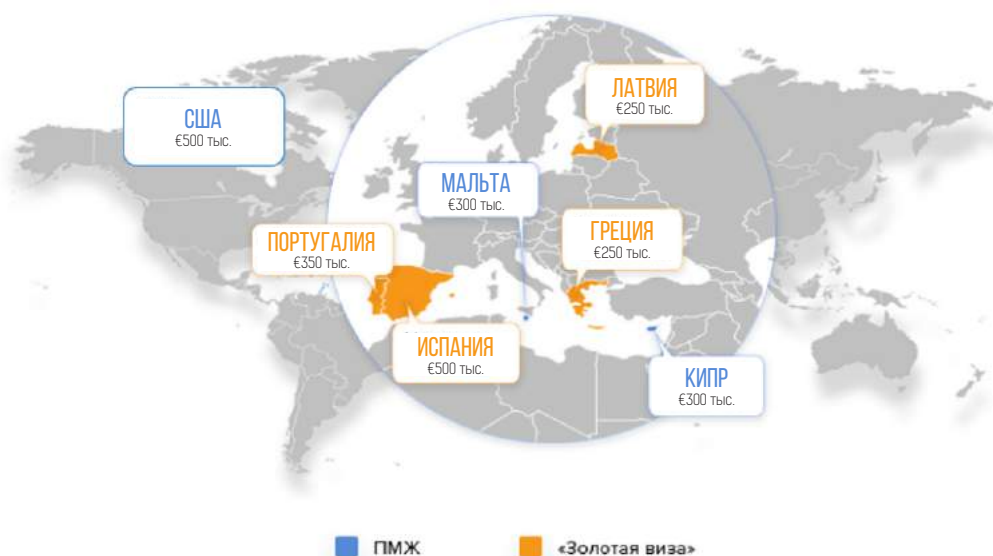 США
€500 тыс.
ЛАТВИЯ
€250 тыс.
МАЛЬТА
€300 тыс.
ПОРТУГАЛИЯ
€350 тыс.
ГРЕЦИЯ
€250 тыс.
ИСПАНИЯ
€500 тыс.
КИПР
€300 тыс.
ПМЖ
«Золотая виза»